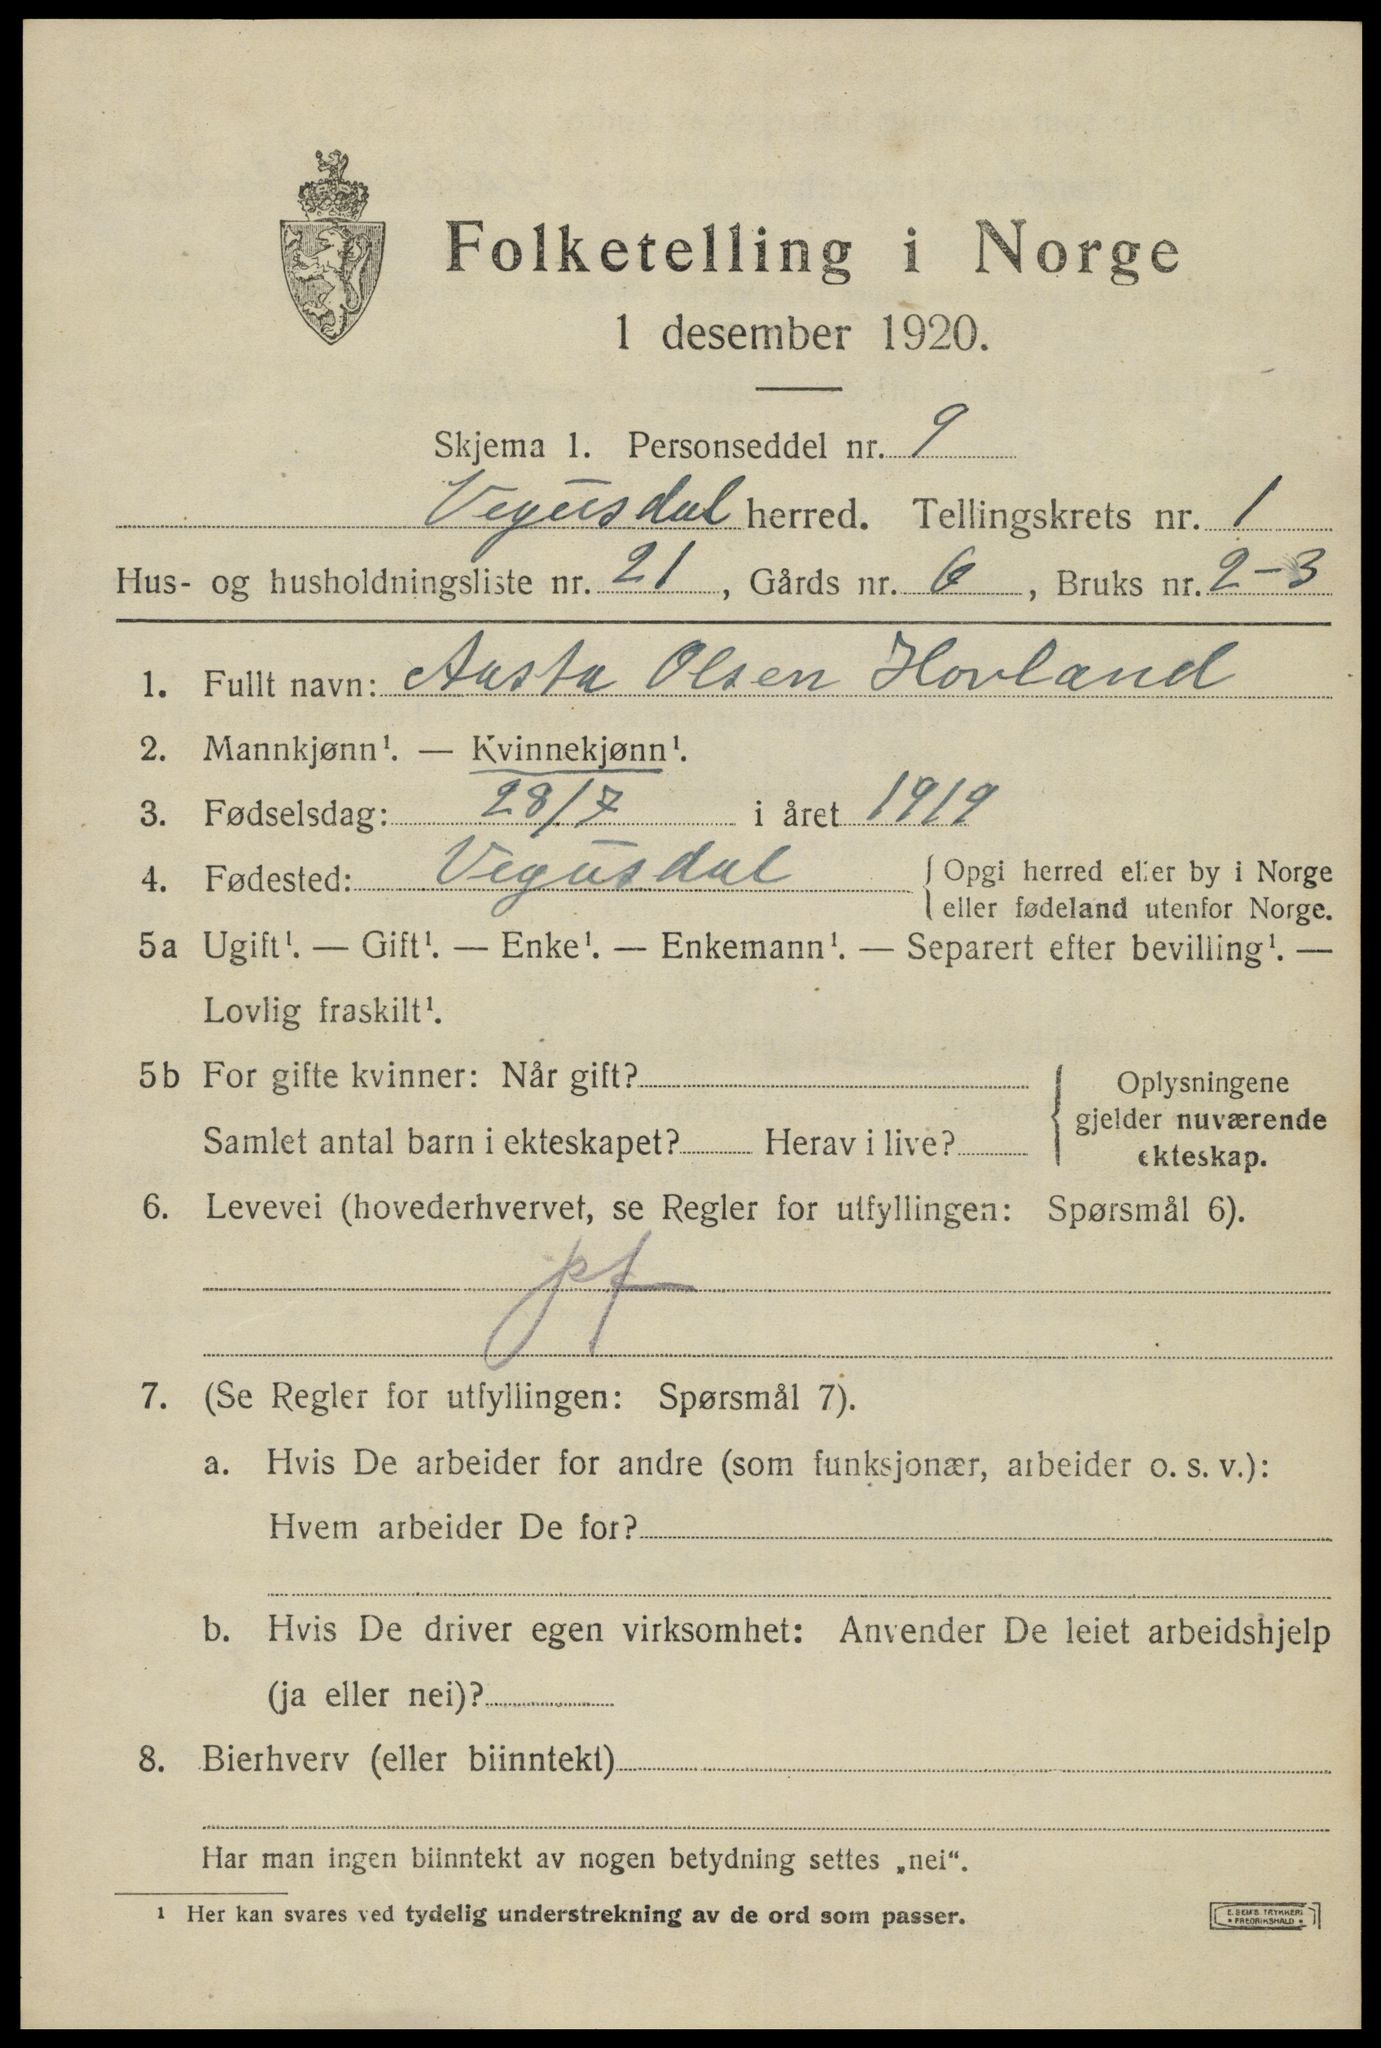 Folketelling i Norge
1 desember 1920.
Skjema 1. Personseddel nr. 9
Vegusdal herred. Tellingskrets nr. 1
Hus- og husholdningsliste nr. 21, Gårds nr. 6, Bruks nr. 2-3
1. Fullt navn: Aasta Olsen Hovland
2. Mannkjønn¹. — Kvinnekjønn¹.
3. Fødselsdag: 28/7 i året 1919
4. Fødested: Vegusdal { Opgi herred eller by i Norge
eller fødeland utenfor Norge.
5a Ugift¹. — Gift¹. — Enke¹. — Enkemann¹. — Separert efter bevilling¹. —
Lovlig fraskilt¹.
5b For gifte kvinner: Når gift?
Samlet antal barn i ekteskapet? Herav i live?
Oplysningene
gjelder nuværende
ekteskap.
6. Levevei (hovederhvervet, se Regler for utfyllingen: Spørsmål 6).
pf
7. (Se Regler for utfyllingen: Spørsmål 7).
a. Hvis De arbeider for andre (som funksjonær, arbeider o. s. v.):
Hvem arbeider De for?
b. Hvis De driver egen virksomhet: Anvender De leiet arbeidshjelp
(ja eller nei)?
8. Bierhverv (eller biinntekt)
Har man ingen biinntekt av nogen betydning settes „nei“.
¹ Her kan svares ved tydelig understrekning av de ord som passer.
E. SEM'S TRYKKERI
FREDRIKSHALD